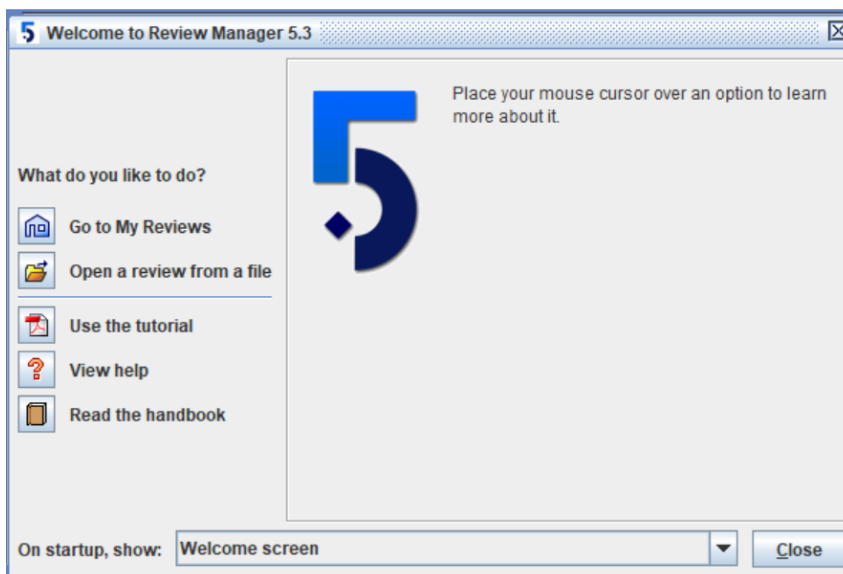 5 Welcome to Review Manager 5.3
Place your mouse cursor over an option to learn
more about it.
5
What do you like to do?
Go to My Reviews
Open a review from a file
Use the tutorial
? View help
Read the handbook
On startup, show: Welcome screen Close